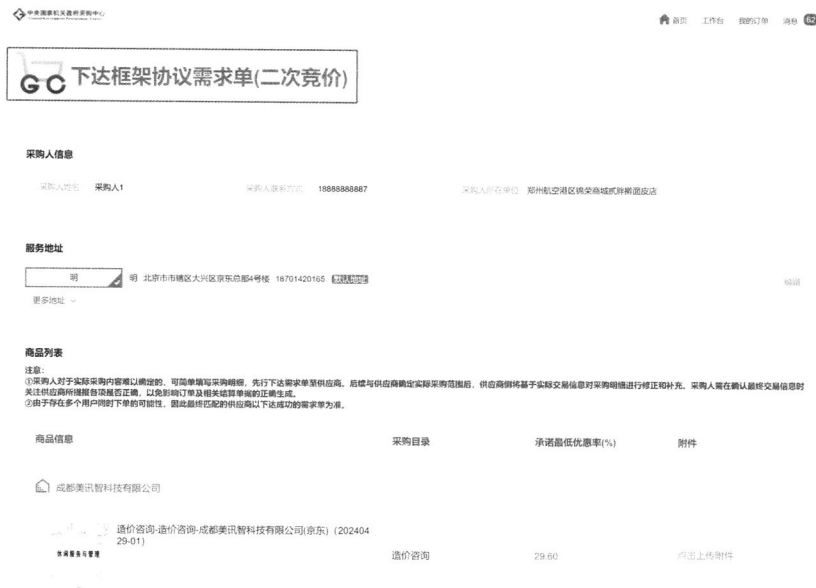 中央国家机关政府采购中心
首页 工作台 我的订单 消息 62
GC 下达框架协议需求单(二次竞价)
采购人信息
采购人姓名 采购人1 采购人联系方式 18888888887 采购人所在单位 郑州航空港区锦荣商城贰胖擀面皮店
服务地址
明 明 北京市市辖区大兴区京东总部4号楼 18701420165 默认地址 编辑
更多地址
商品列表
注意：
①采购人对于实际采购内容难以确定的，可简单填写采购明细，先行下达需求单至供应商。后续与供应商确定实际采购范围后，供应商侧将基于实际交易信息对采购明细进行修正和补充。采购人需在确认最终交易信息时
关注供应商所提报各项是否正确，以免影响订单及相关结算单据的正确生成。
②由于存在多个用户同时下单的可能性，因此最终匹配的供应商以下达成功的需求单为准。
商品信息 采购目录 承诺最低优惠率(%) 附件
成都美讯智科技有限公司
造价咨询-造价咨询-成都美讯智科技有限公司(京东)（202404
29-01）
休闲服务与管理
造价咨询 29.60 点击上传附件